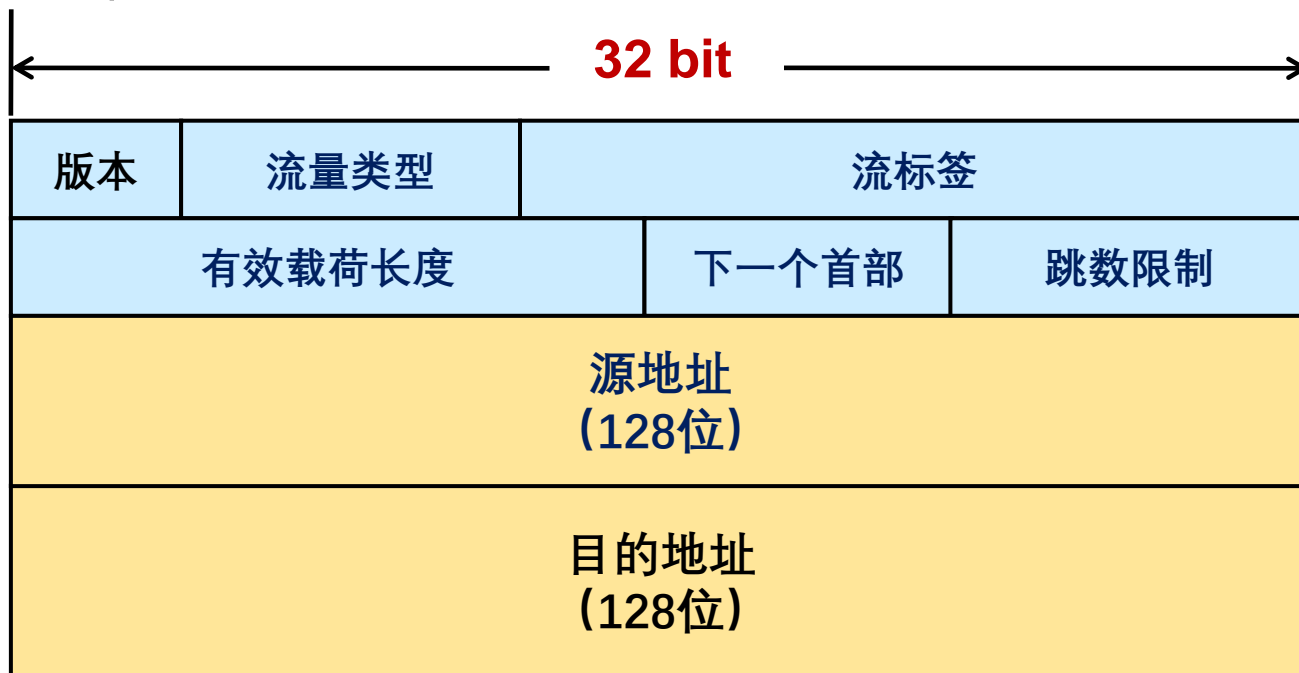 32 bit
版本 流量类型 流标签
有效载荷长度 下一个首部 跳数限制
源地址
(128位)
目的地址
(128位)